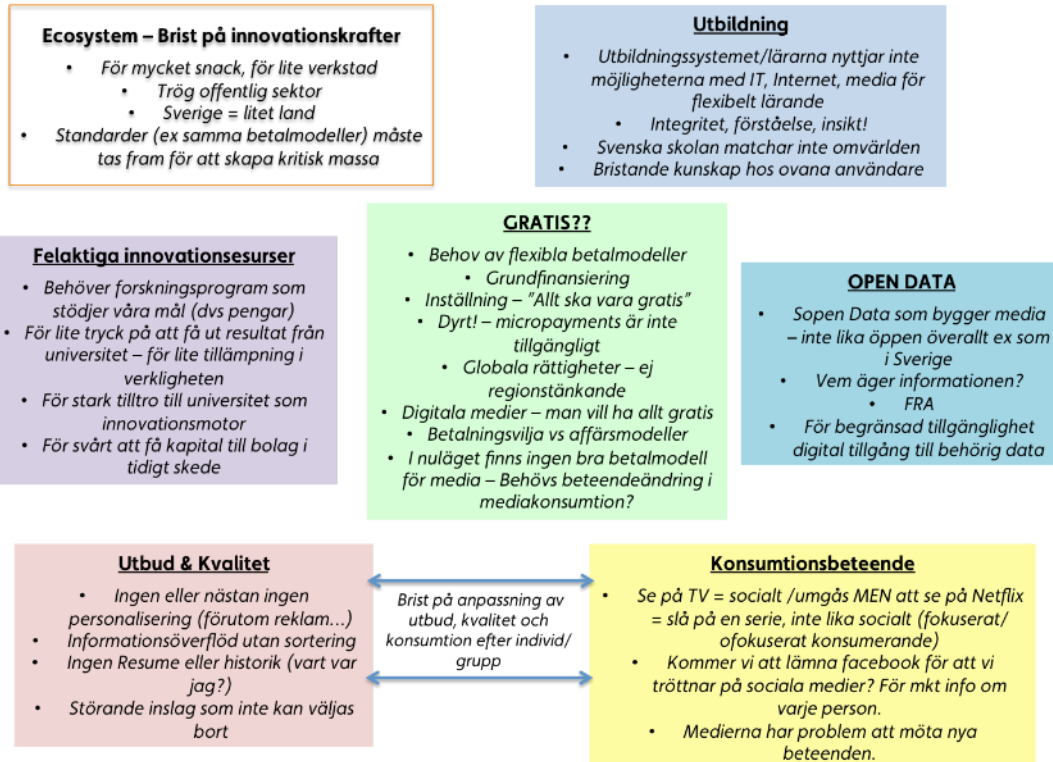 Ecosystem – Brist på innovationskrafter
• För mycket snack, för lite verkstad
• Trög offentlig sektor
• Sverige = litet land
• Standarder (ex samma betalmodeller) måste
tas fram för att skapa kritisk massa
Utbildning
• Utbildningssystemet/lärarna nyttjar inte
möjligheterna med IT, Internet, media för
flexibelt lärande
• Integritet, förståelse, insikt!
• Svenska skolan matchar inte omvärlden
• Bristande kunskap hos ovana användare
Felaktiga innovationsesurser
• Behöver forskningsprogram som
stödjer våra mål (dvs pengar)
• För lite tryck på att få ut resultat från
universitet – för lite tillämpning i
verkligheten
• För stark tilltro till universitet som
innovationsmotor
• För svårt att få kapital till bolag i
tidigt skede
GRATIS??
• Behov av flexibla betalmodeller
• Grundfinansiering
• Inställning – ”Allt ska vara gratis”
• Dyrt! – micropayments är inte
tillgängligt
• Globala rättigheter – ej
regionstänkande
• Digitala medier – man vill ha allt gratis
• Betalningsvilja vs affärsmodeller
• I nuläget finns ingen bra betalmodell
för media – Behövs beteendeändring i
mediakonsumtion?
OPEN DATA
• Sopen Data som bygger media
– inte lika öppen överallt ex som
i Sverige
• Vem äger informationen?
• FRA
• För begränsad tillgänglighet
digital tillgång till behörig data
Utbud & Kvalitet
• Ingen eller nästan ingen
personalisering (förutom reklam...)
• Informationsöverflöd utan sortering
• Ingen Resume eller historik (vart var
jag?)
• Störande inslag som inte kan väljas
bort
Brist på anpassning av
utbud, kvalitet och
konsumtion efter individ/
grupp
Konsumtionsbeteende
• Se på TV = socialt /umgås MEN att se på Netflix
= slå på en serie, inte lika socialt (fokuserat/
ofokuserat konsumerande)
• Kommer vi att lämna facebook för att vi
tröttnar på sociala medier? För mkt info om
varje person.
• Medierna har problem att möta nya
beteenden.